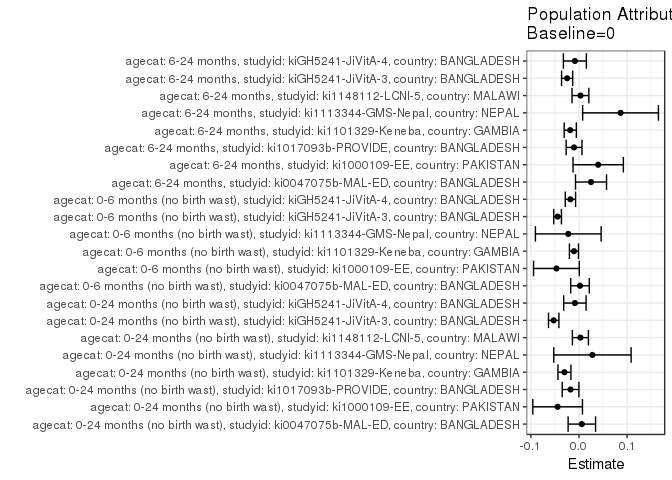 Population Attribut
Baseline=0
agecat: 6-24 months, studyid: kiGH5241-JiVitA-4, country: BANGLADESH
agecat: 6-24 months, studyid: kiGH5241-JiVitA-3, country: BANGLADESH
agecat: 6-24 months, studyid: ki1148112-LCNI-5, country: MALAWI
agecat: 6-24 months, studyid: ki1113344-GMS-Nepal, country: NEPAL
agecat: 6-24 months, studyid: ki1101329-Keneba, country: GAMBIA
agecat: 6-24 months, studyid: ki1017093b-PROVIDE, country: BANGLADESH
agecat: 6-24 months, studyid: ki1000109-EE, country: PAKISTAN
agecat: 6-24 months, studyid: ki0047075b-MAL-ED, country: BANGLADESH
agecat: 0-6 months (no birth wast), studyid: kiGH5241-JiVitA-4, country: BANGLADESH
agecat: 0-6 months (no birth wast), studyid: kiGH5241-JiVitA-3, country: BANGLADESH
agecat: 0-6 months (no birth wast), studyid: ki1113344-GMS-Nepal, country: NEPAL
agecat: 0-6 months (no birth wast), studyid: ki1101329-Keneba, country: GAMBIA
agecat: 0-6 months (no birth wast), studyid: ki1000109-EE, country: PAKISTAN
agecat: 0-6 months (no birth wast), studyid: ki0047075b-MAL-ED, country: BANGLADESH
agecat: 0-24 months (no birth wast), studyid: kiGH5241-JiVitA-4, country: BANGLADESH
agecat: 0-24 months (no birth wast), studyid: kiGH5241-JiVitA-3, country: BANGLADESH
agecat: 0-24 months (no birth wast), studyid: ki1148112-LCNI-5, country: MALAWI
agecat: 0-24 months (no birth wast), studyid: ki1113344-GMS-Nepal, country: NEPAL
agecat: 0-24 months (no birth wast), studyid: ki1101329-Keneba, country: GAMBIA
agecat: 0-24 months (no birth wast), studyid: ki1017093b-PROVIDE, country: BANGLADESH
agecat: 0-24 months (no birth wast), studyid: ki1000109-EE, country: PAKISTAN
agecat: 0-24 months (no birth wast), studyid: ki0047075b-MAL-ED, country: BANGLADESH
-0.1 0.0 0.1
Estimate